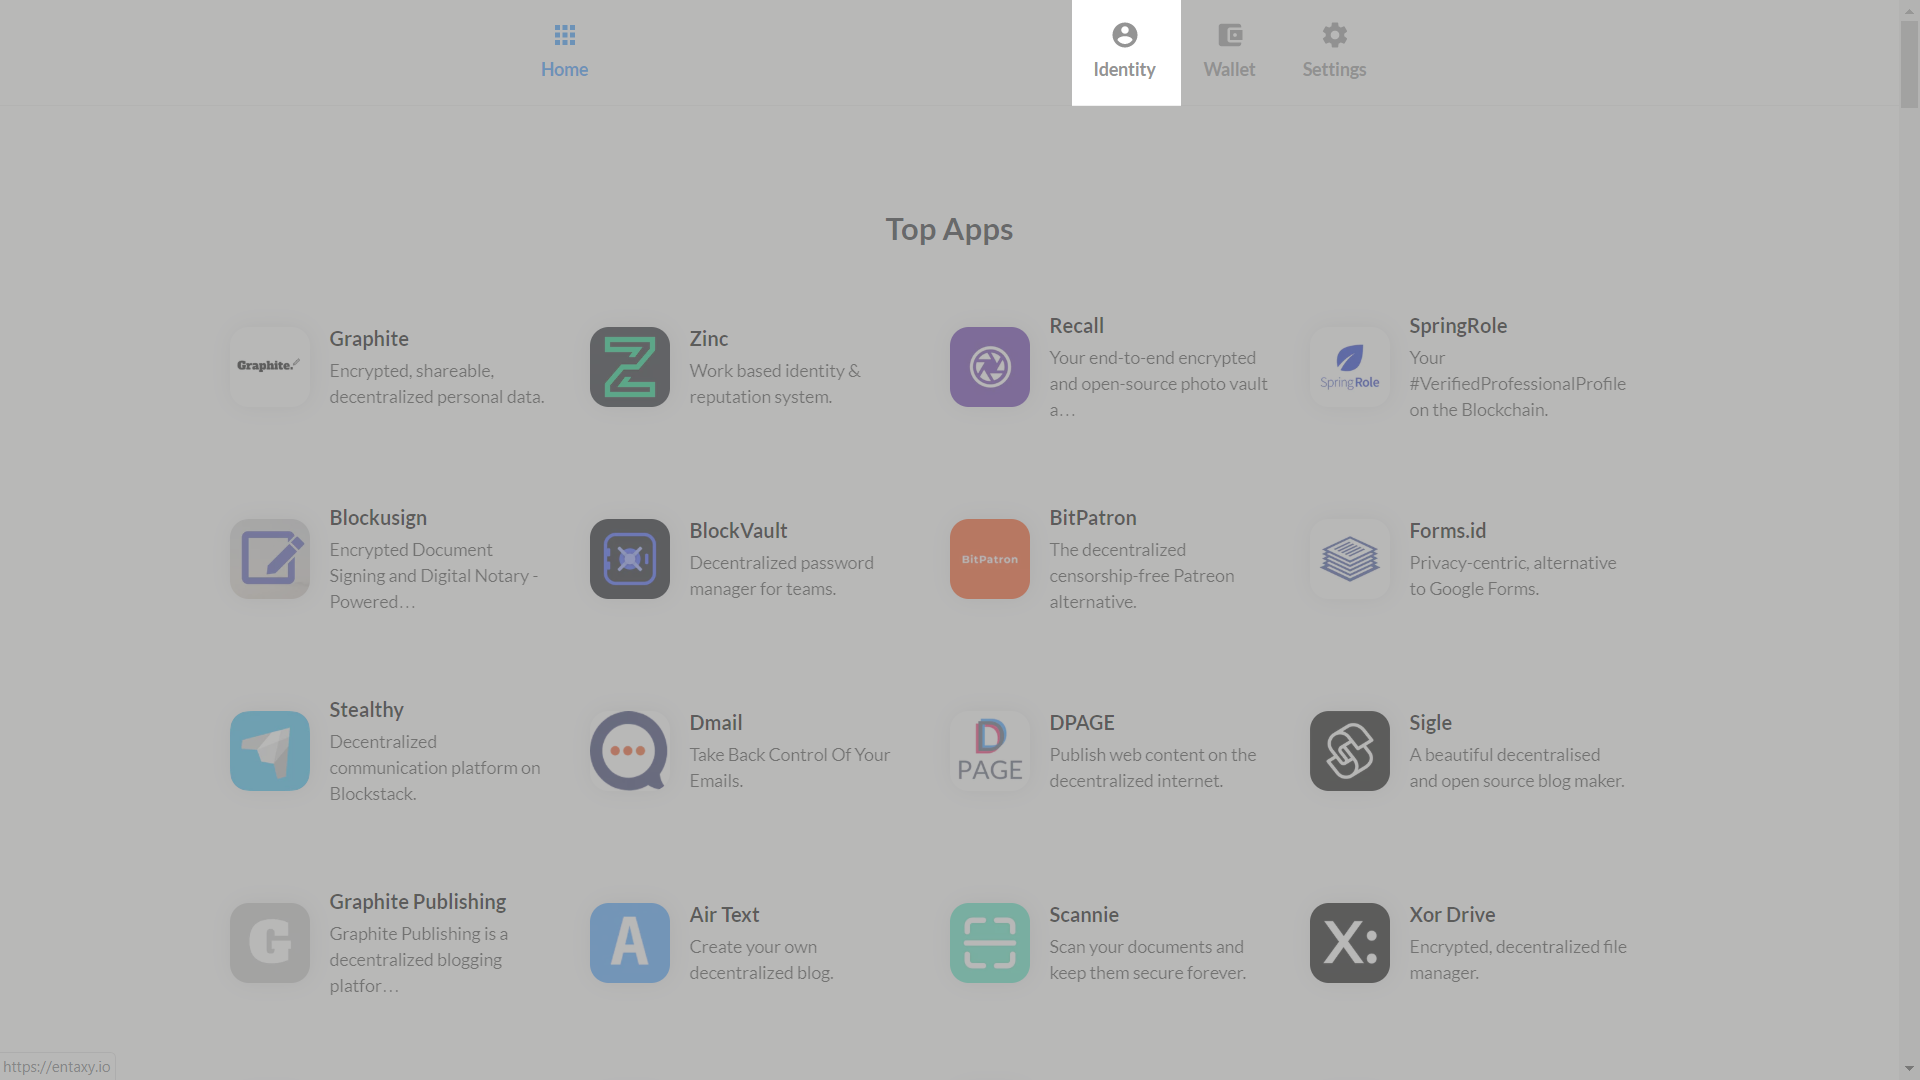 Home
Identity
Wallet
Settings
Top Apps
Graphite.
Graphite
Encrypted, shareable,
decentralized personal data.
Zinc
Work based identity &
reputation system.
Recall
Your end-to-end encrypted
and open-source photo vault
a…
SpringRole
SpringRole
Your
#VerifiedProfessionalProfile
on the Blockchain.
Blockusign
Encrypted Document
Signing and Digital Notary -
Powered…
BlockVault
Decentralized password
manager for teams.
BitPatron
BitPatron
The decentralized
censorship-free Patreon
alternative.
Forms.id
Privacy-centric, alternative
to Google Forms.
Stealthy
Decentralized
communication platform on
Blockstack.
Dmail
Take Back Control Of Your
Emails.
D
PAGE
DPAGE
Publish web content on the
decentralized internet.
Sigle
A beautiful decentralised
and open source blog maker.
G
Graphite Publishing
Graphite Publishing is a
decentralized blogging
platfor…
A
Air Text
Create your own
decentralized blog.
Scannie
Scan your documents and
keep them secure forever.
X:
Xor Drive
Encrypted, decentralized file
manager.
https://entaxy.io